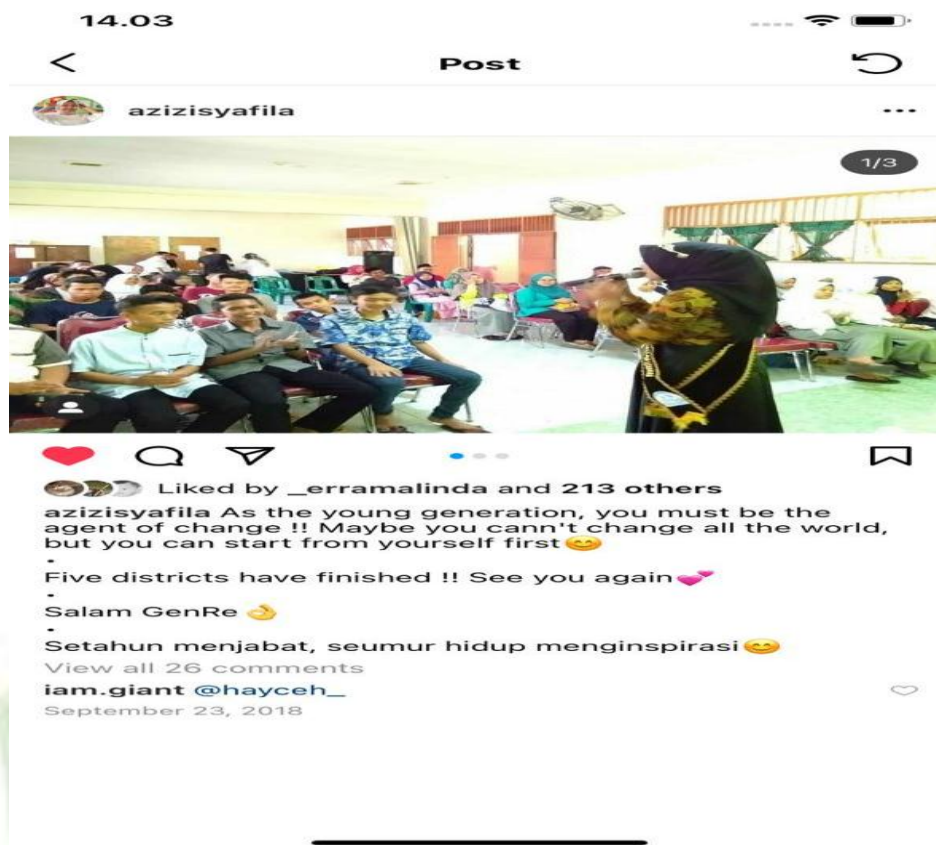 14.03
Post
azizisyafila
1/3
Liked by _erramalinda and 213 others
azizisyafila As the young generation, you must be the
agent of change !! Maybe you cann't change all the world,
but you can start from yourself first😊
.
Five districts have finished !! See you again💕
.
Salam GenRe 👌
.
Setahun menjabat, seumur hidup menginspirasi😊
View all 26 comments
iam.giant @hayceh_
September 23, 2018